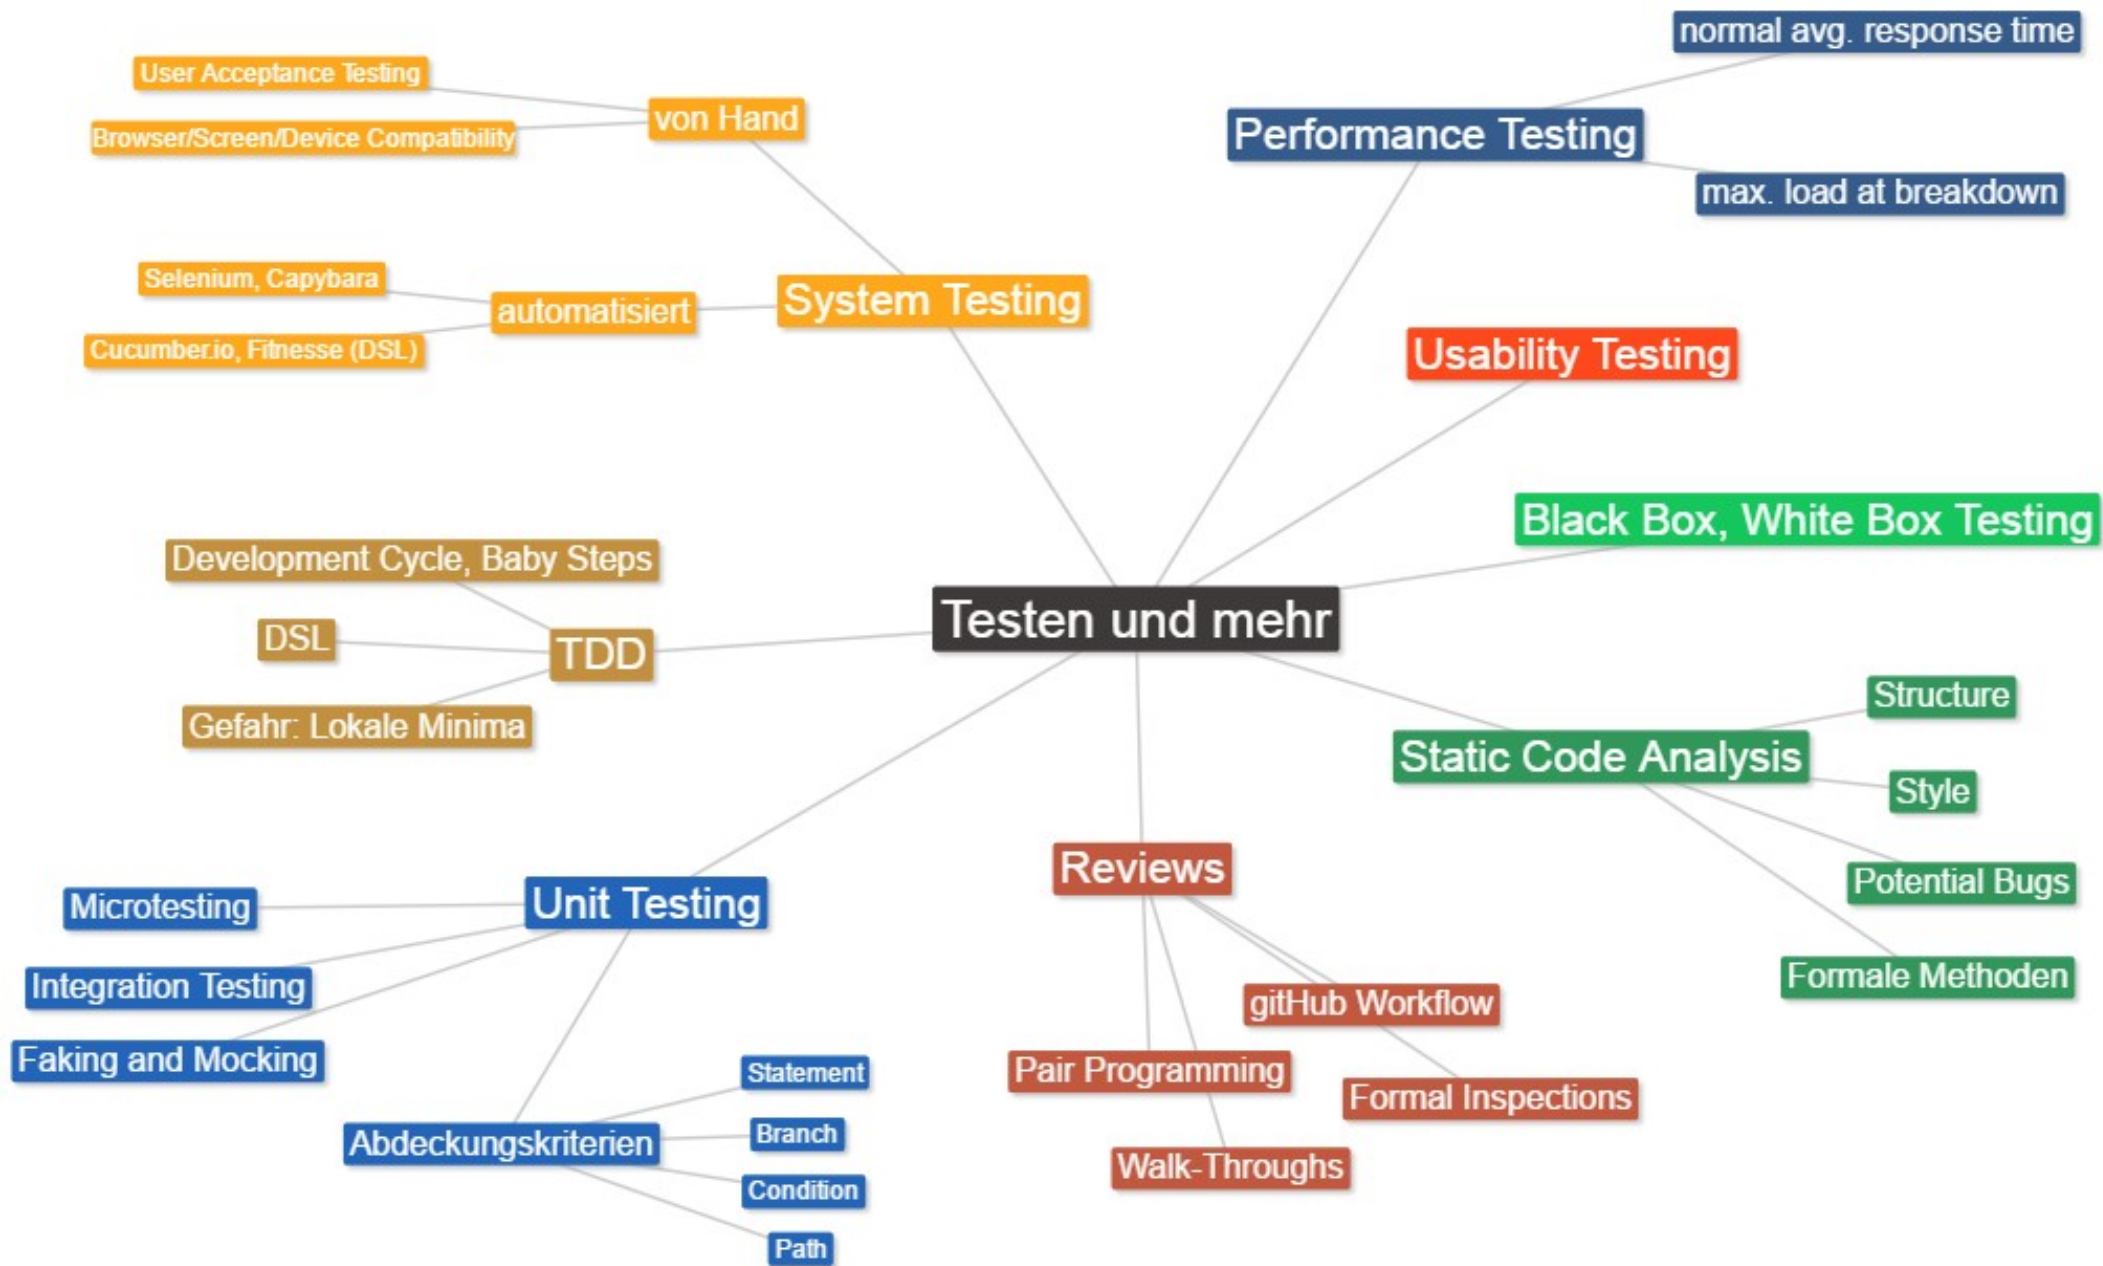 normal avg. response time
User Acceptance Testing
von Hand
Performance Testing
Browser/Screen/Device Compatibility
max. load at breakdown
Selenium, Capybara
automatisiert
System Testing
Cucumber.io, Fitnesse (DSL)
Usability Testing
Black Box, White Box Testing
Development Cycle, Baby Steps
Testen und mehr
DSL
TDD
Gefahr: Lokale Minima
Structure
Static Code Analysis
Style
Reviews
Potential Bugs
Microtesting
Unit Testing
Formale Methoden
Integration Testing
gitHub Workflow
Faking and Mocking
Pair Programming
Formal Inspections
Statement
Abdeckungskriterien
Branch
Walk-Throughs
Condition
Path